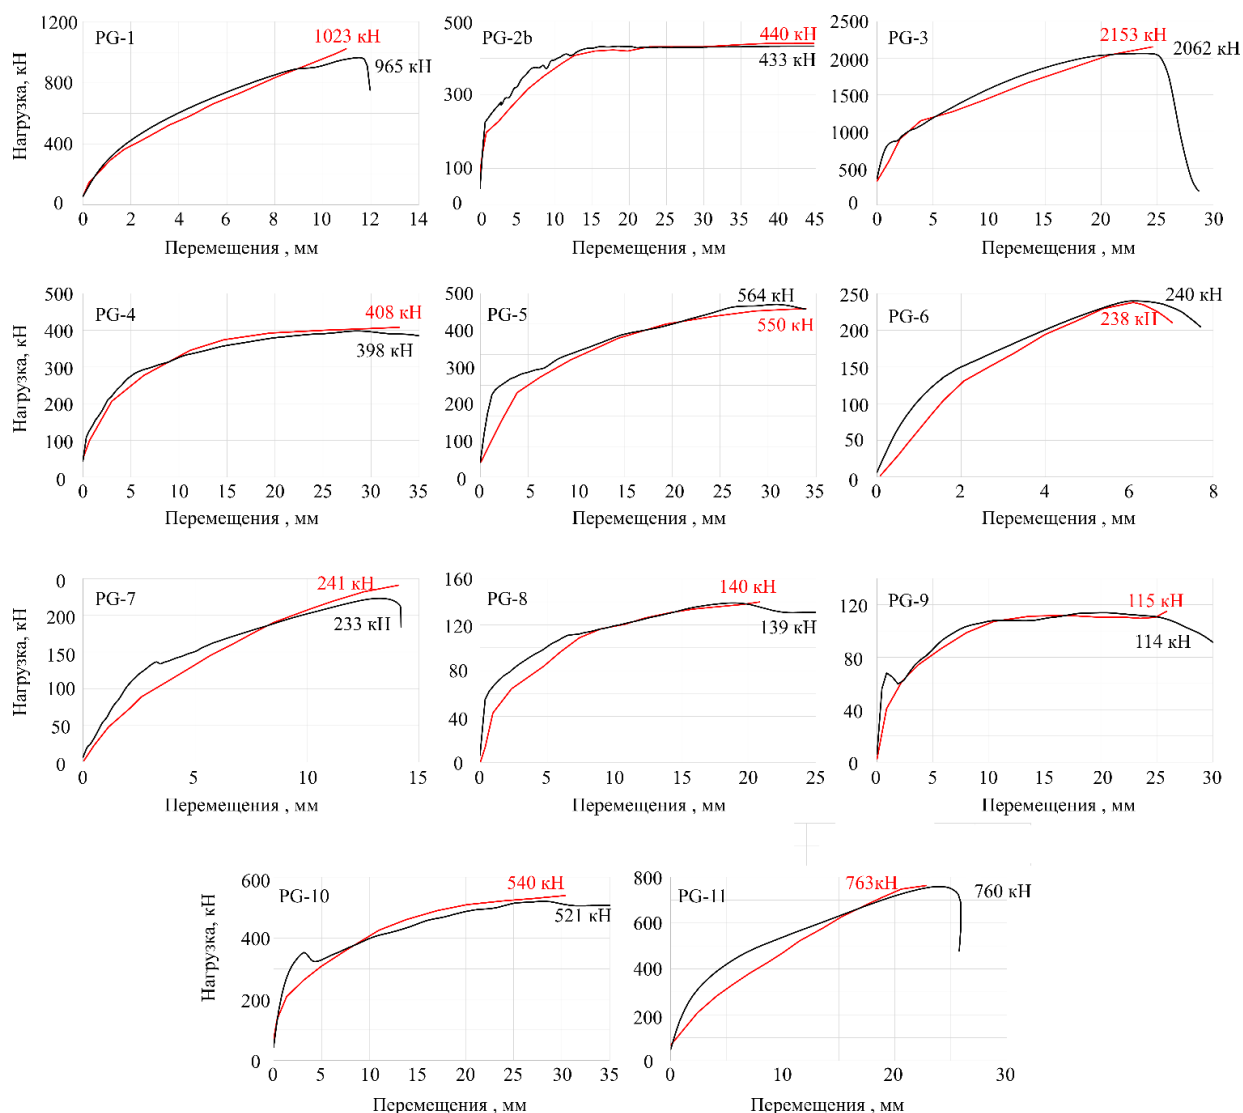 1200
1000
800
400
0
Нагрузка, кН
PG-1
1023 кН
965 кН
0 2 4 6 8 10 12 14
Перемещения , мм
500
300
100
0
PG-2b
440 кН
433 кН
0 5 10 15 20 25 30 35 40 45
Перемещения , мм
2500
2000
1500
1000
500
0
PG-3
2153 кН
2062 кН
0 5 10 15 20 25 30
Перемещения , мм
500
400
300
200
100
0
Нагрузка, кН
PG-4
408 кН
398 кН
0 5 10 15 20 25 30 35
Перемещения , мм
500
400
300
200
100
0
PG-5
564 кН
550 кН
0 5 10 15 20 25 30 35 34
Перемещения , мм
250
200
150
100
50
0
PG-6
240 кН
238 кН
0 2 4 6 8
Перемещения , мм
0
200
150
100
50
0
Нагрузка, кН
PG-7
241 кН
233 кН
0 5 10 15
Перемещения , мм
160
120
80
40
0
PG-8
140 кН
139 кН
0 5 10 15 20 25
Перемещения , мм
120
80
40
0
PG-9
115 кН
114 кН
0 5 10 15 20 25 30
Перемещения , мм
600
400
200
0
Нагрузка, кН
PG-10
540 кН
521 кН
0 5 10 15 20 25 30 35
Перемещения , мм
800
600
400
200
0
PG-11
763кН
760 кН
0 10 20 30
Перемещения , мм